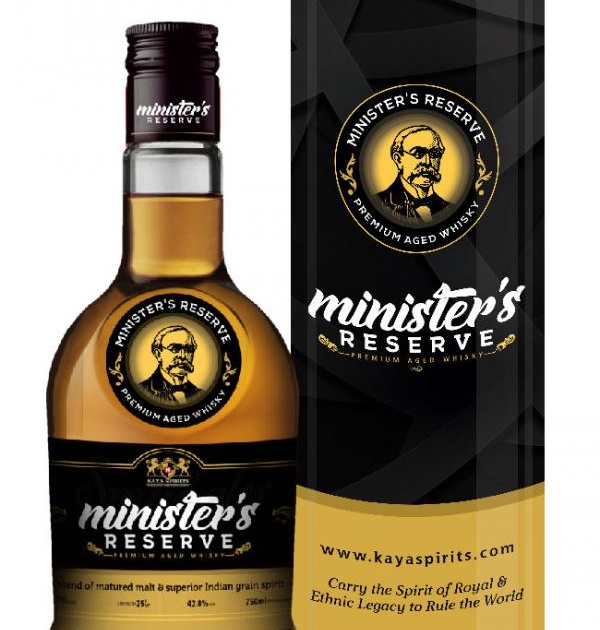 minister's
RESERVE
MINISTER'S RESERVE
PREMIUM AGED WHISKY
KAYA SPIRITS
minister's
RESERVE
PREMIUM AGED WHISKY
blend of matured malt & superior Indian grain spirit
42.8%
750ml
MINISTER'S RESERVE
PREMIUM AGED WHISKY
minister's
RESERVE
PREMIUM AGED WHISKY
www.kayaspirits.com
Carry the Spirit of Royal &
Ethnic Legacy to Rule the World